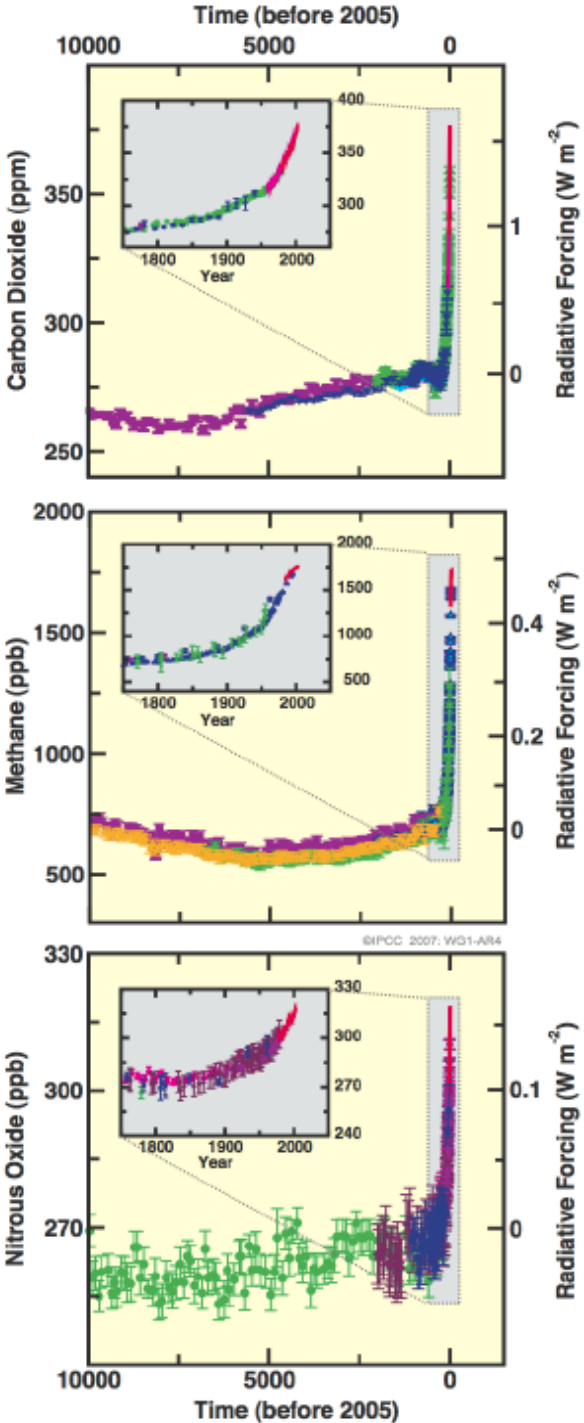 Time (before 2005)
10000 5000 0
Carbon Dioxide (ppm)
350
300
250
400
350
300
1800 1900 2000
Year
1
0
Radiative Forcing (W m-2)
Methane (ppb)
2000
1500
1000
500
2000
1500
1000
500
1800 1900 2000
Year
0.4
0.2
0
Radiative Forcing (W m-2)
©IPCC 2007: WG1-AR4
Nitrous Oxide (ppb)
330
300
270
330
300
270
240
1800 1900 2000
Year
0.1
0
Radiative Forcing (W m-2)
10000 5000 0
Time (before 2005)